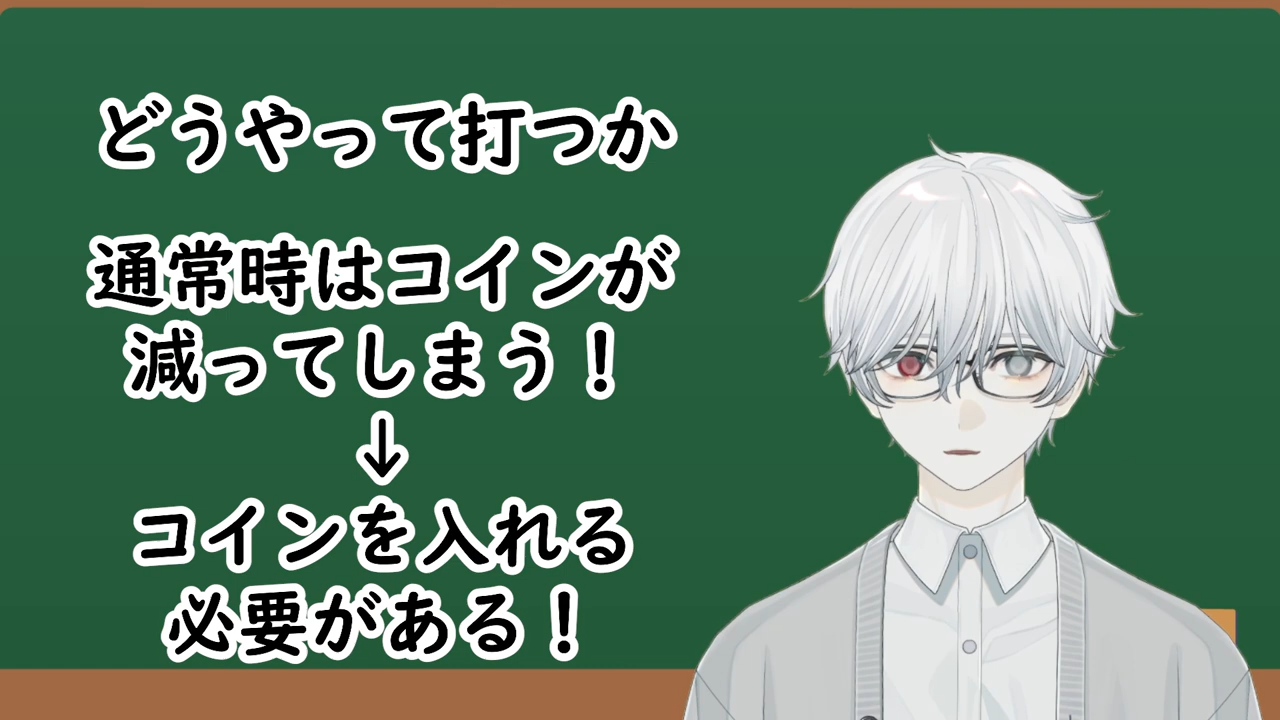 どうやって打つか
通常時はコインが
減ってしまう！
↓
コインを入れる
必要がある！